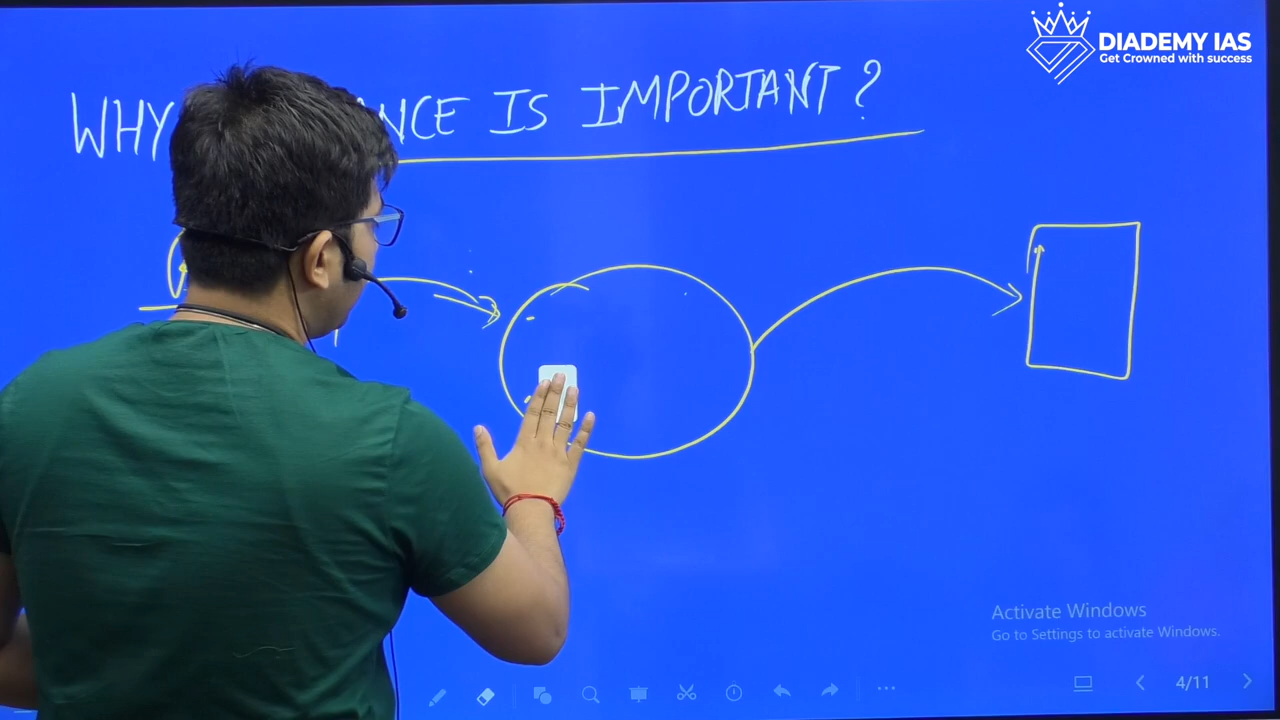 DIADEMY IAS
Get Crowned with success
WHY IS IMPORTANT?
Activate Windows
Go to Settings to activate Windows.
4/11